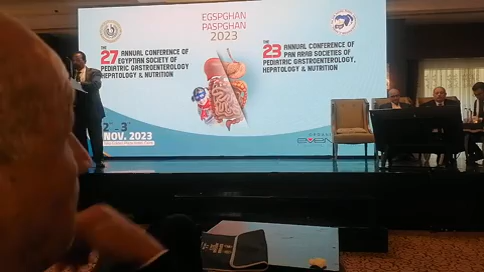 EGSPGHAN
PASPGHAN
2023
THE 27 ANNUAL CONFERENCE OF
EGYPTIAN SOCIETY OF
PEDIATRIC GASTROENTEROLOGY
HEPATOLOGY & NUTRITION
THE 23 ANNUAL CONFERENCE OF
PAN ARAB SOCIETIES OF
PEDIATRIC GASTROENTEROLOGY,
HEPATOLOGY & NUTRITION
NOV. 2023